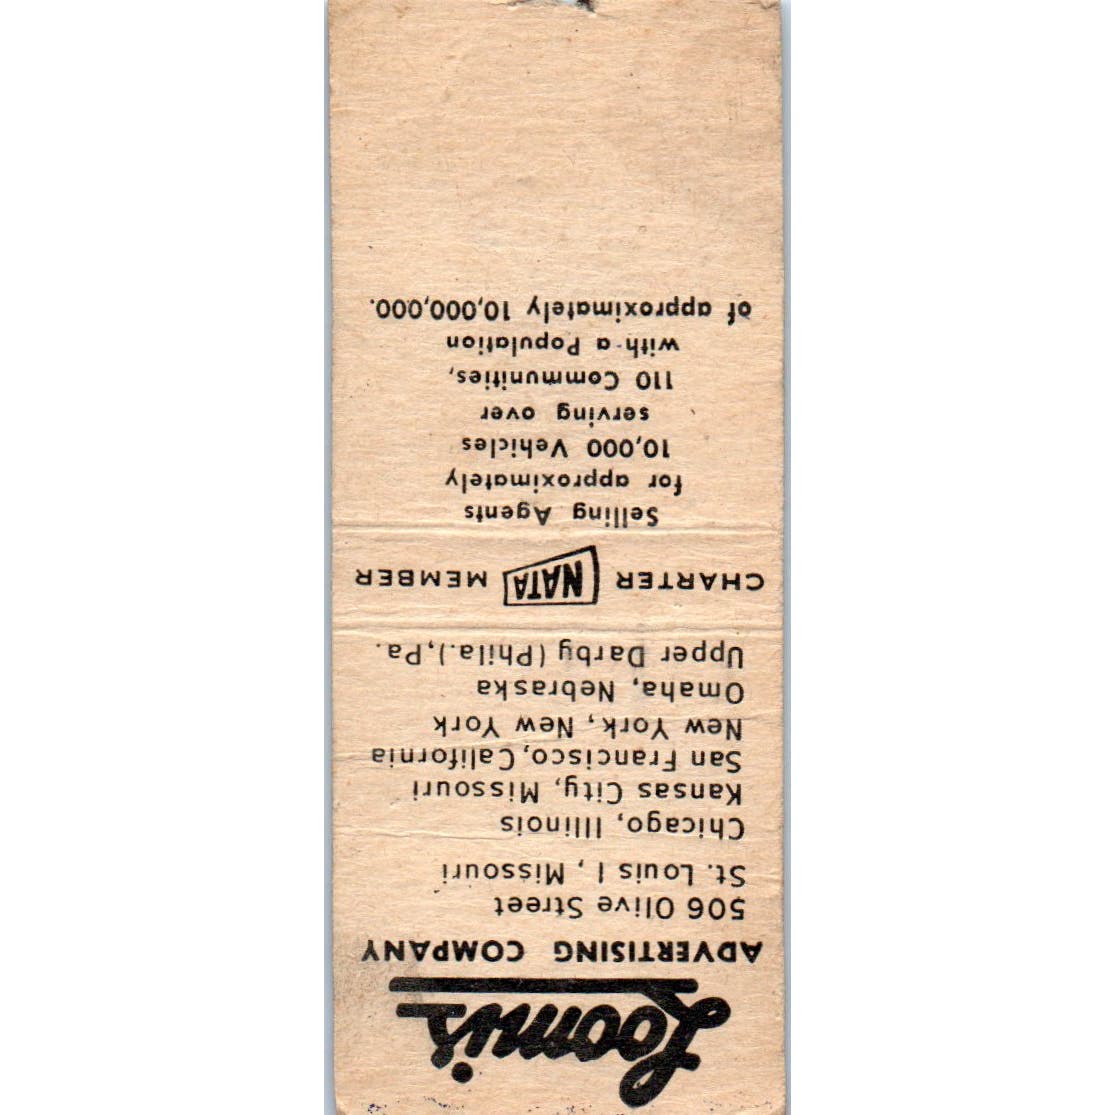 Loomis
ADVERTISING COMPANY
506 Olive Street
St. Louis 1, Missouri
Chicago, Illinois
Kansas City, Missouri
San Francisco, California
New York, New York
Omaha, Nebraska
Upper Darby (Phila.), Pa.
CHARTER NATA MEMBER
Selling Agents
for approximately
10,000 Vehicles
serving over
110 Communities,
with a Population
of approximately 10,000,000.